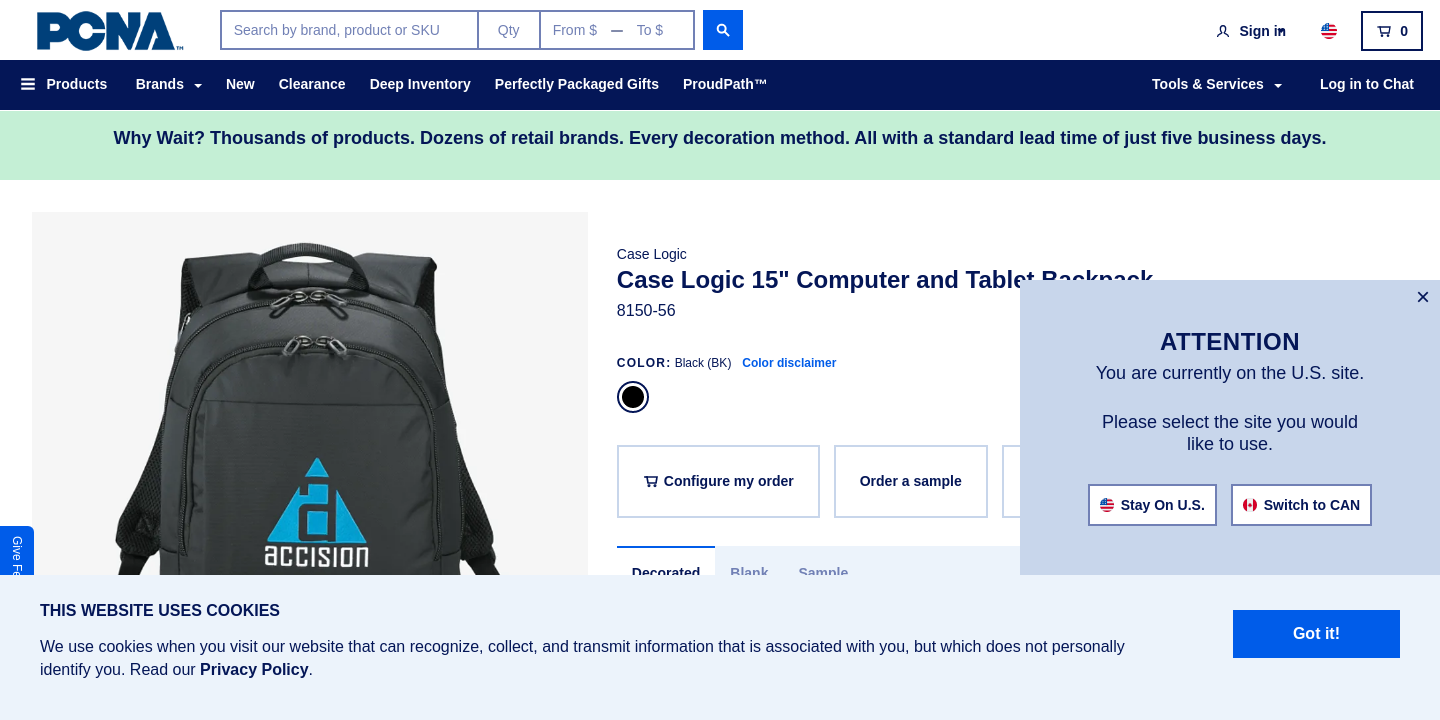 PCNA™
Search by brand, product or SKU
Qty
From $ — To $
Sign in
0
Products
Brands
New
Clearance
Deep Inventory
Perfectly Packaged Gifts
ProudPath™
Tools & Services
Log in to Chat
Why Wait? Thousands of products. Dozens of retail brands. Every decoration method. All with a standard lead time of just five business days.
Case Logic
Case Logic 15" Computer and Tablet Backpack
8150-56
COLOR: Black (BK) Color disclaimer
Configure my order
Order a sample
Decorated
Blank
Sample
accision
Give
×
ATTENTION
You are currently on the U.S. site.
Please select the site you would
like to use.
Stay On U.S.
Switch to CAN
THIS WEBSITE USES COOKIES
We use cookies when you visit our website that can recognize, collect, and transmit information that is associated with you, but which does not personally
identify you. Read our Privacy Policy.
Got it!